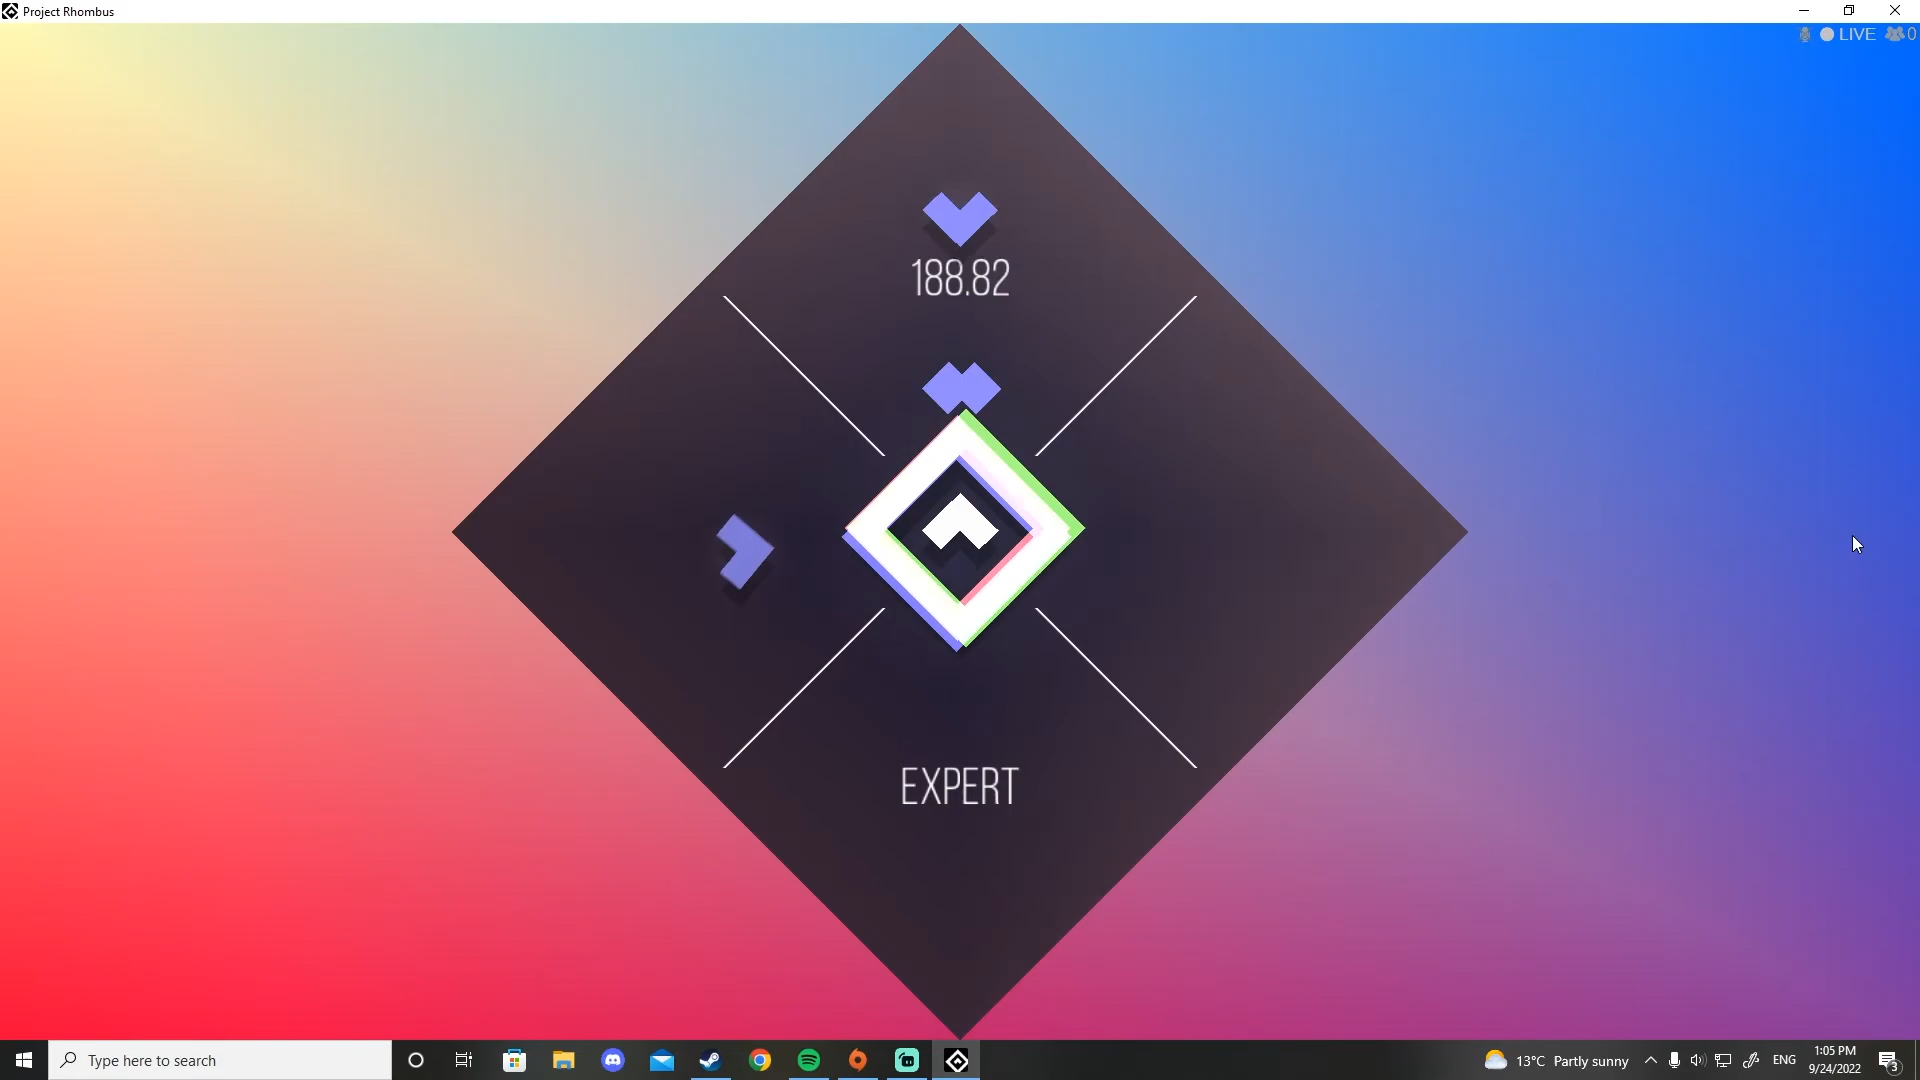 Project Rhombus
LIVE 0
188.82
EXPERT
Type here to search
13°C Partly sunny
ENG
1:05 PM
9/24/2022
3